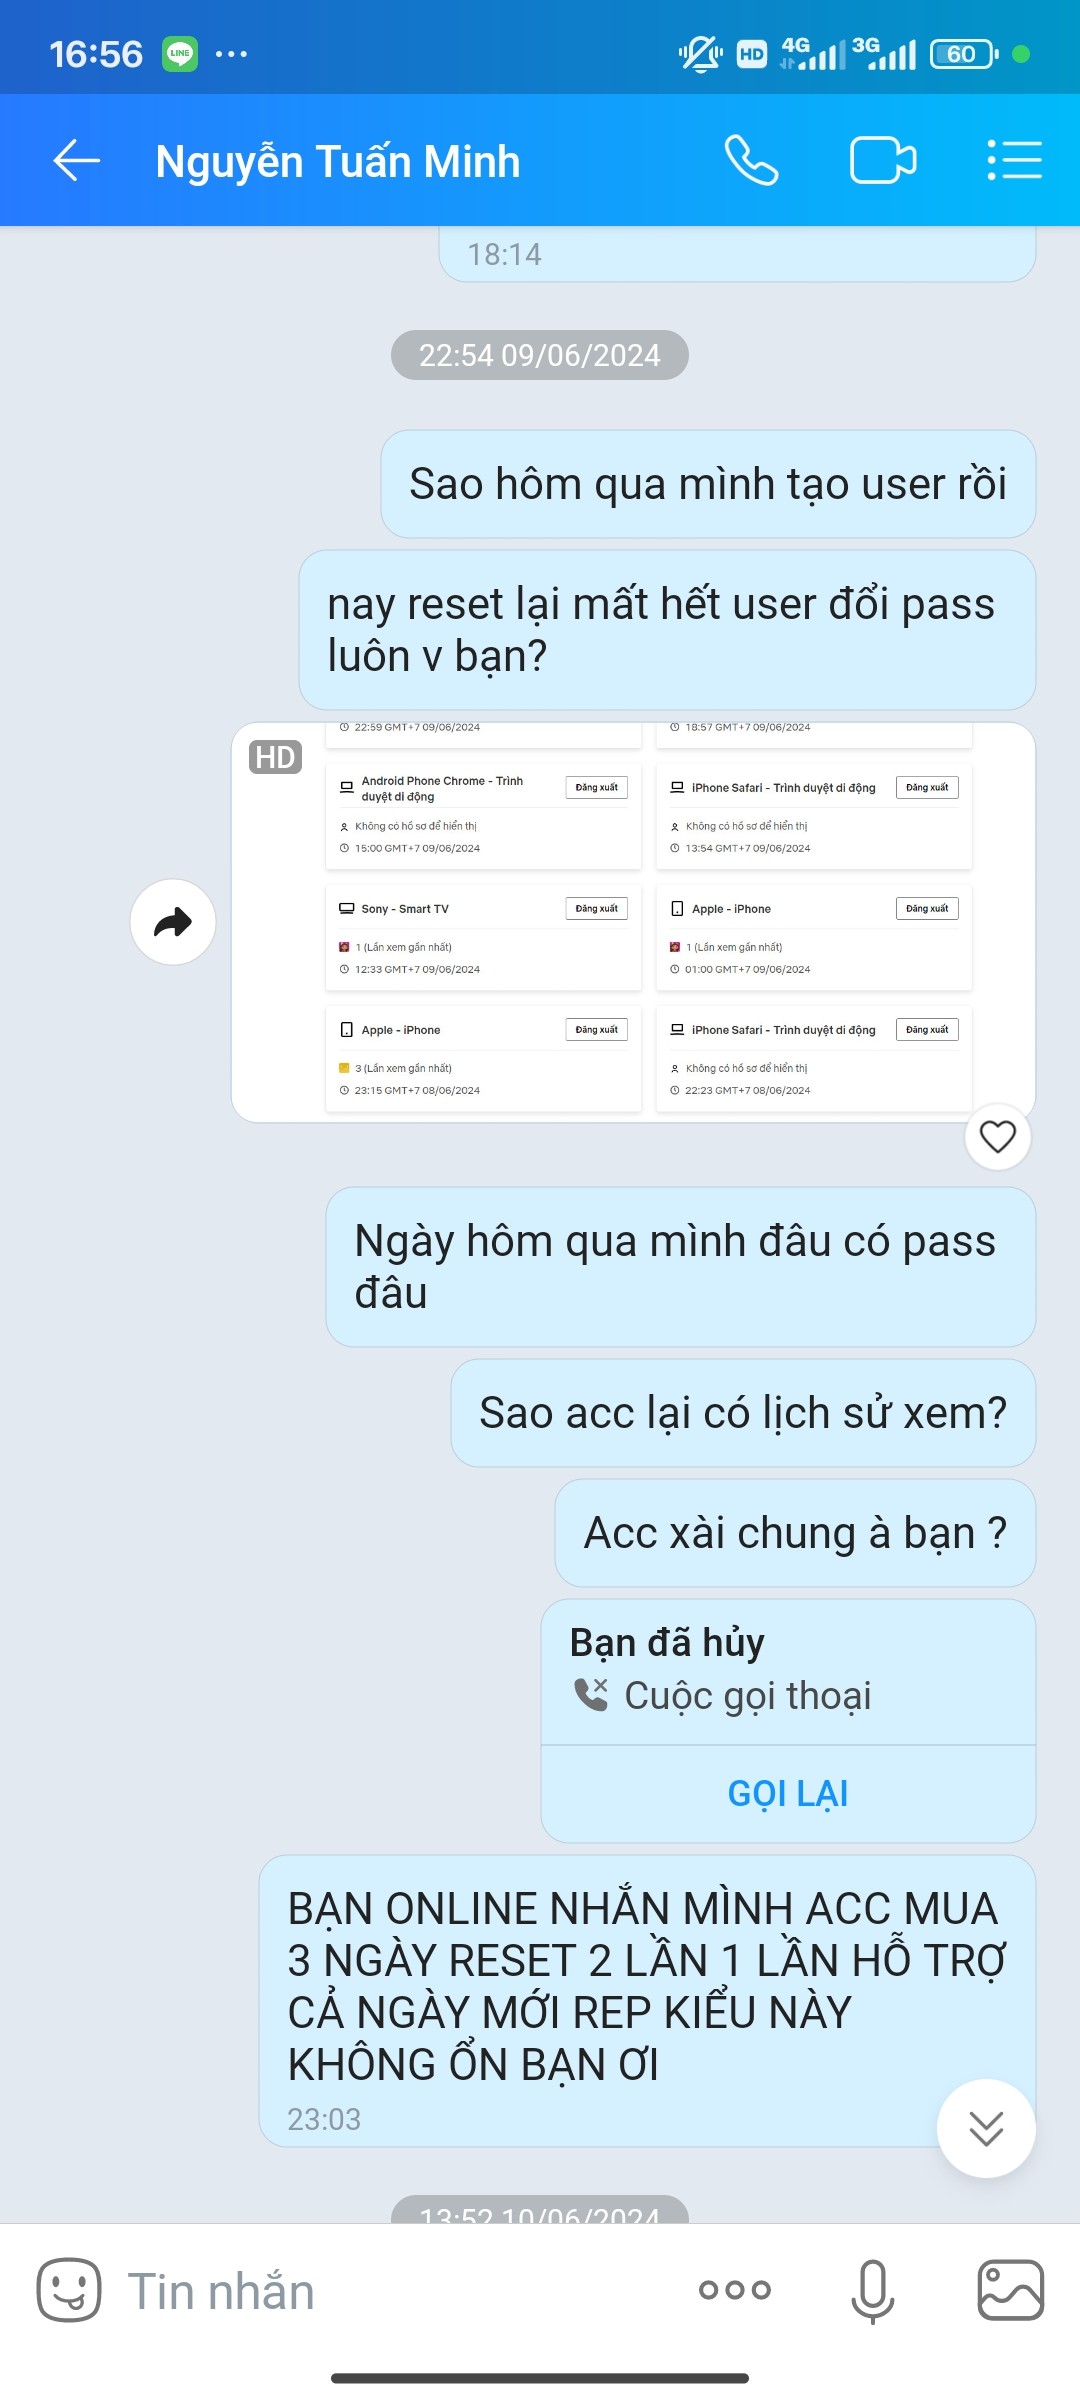 16:56
LINE
HD
4G
3G
60
Nguyễn Tuấn Minh
18:14
22:54 09/06/2024
Sao hôm qua mình tạo user rồi
nay reset lại mất hết user đổi pass
luôn v bạn?
HD
22:59 GMT+7 09/06/2024
18:57 GMT+7 09/06/2024
Android Phone Chrome - Trình
duyệt di động
Đăng xuất
Không có hồ sơ để hiển thị
15:00 GMT+7 09/06/2024
iPhone Safari - Trình duyệt di động
Đăng xuất
Không có hồ sơ để hiển thị
13:54 GMT+7 09/06/2024
Sony - Smart TV
Đăng xuất
1 (Lần xem gần nhất)
12:33 GMT+7 09/06/2024
Apple - iPhone
Đăng xuất
1 (Lần xem gần nhất)
01:00 GMT+7 09/06/2024
Apple - iPhone
Đăng xuất
3 (Lần xem gần nhất)
23:15 GMT+7 08/06/2024
iPhone Safari - Trình duyệt di động
Đăng xuất
Không có hồ sơ để hiển thị
22:23 GMT+7 08/06/2024
Ngày hôm qua mình đâu có pass
đâu
Sao acc lại có lịch sử xem?
Acc xài chung à bạn ?
Bạn đã hủy
Cuộc gọi thoại
GỌI LẠI
BẠN ONLINE NHẮN MÌNH ACC MUA
3 NGÀY RESET 2 LẦN 1 LẦN HỖ TRỢ
CẢ NGÀY MỚI REP KIỂU NÀY
KHÔNG ỔN BẠN ƠI
23:03
13:52 10/06/2024
Tin nhắn